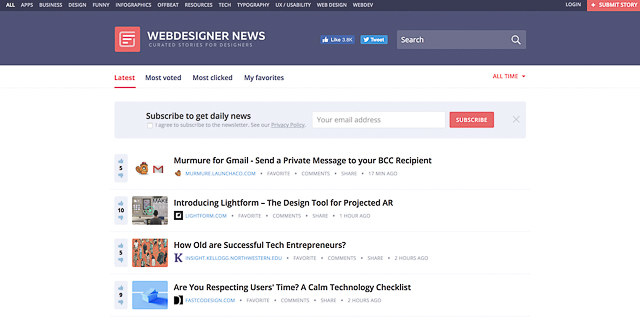 ALL APPS BUSINESS DESIGN FUNNY INFOGRAPHICS OFFBEAT RESOURCES TECH TYPOGRAPHY UX / USABILITY WEB DESIGN WEBDEV LOGIN + SUBMIT STORY
WEBDESIGNER NEWS
CURATED STORIES FOR DESIGNERS
Like 3.8K Tweet Search
Latest Most voted Most clicked My favorites ALL TIME
Subscribe to get daily news
I agree to subscribe to the newsletter. See our Privacy Policy.
Your email address SUBSCRIBE
Murmure for Gmail - Send a Private Message to your BCC Recipient
5
MURMURE.LAUNCHACO.COM • FAVORITE • COMMENTS • SHARE • 17 MIN AGO
Introducing Lightform – The Design Tool for Projected AR
10
LIGHTFORM.COM • FAVORITE • COMMENTS • SHARE • 1 HOUR AGO
How Old are Successful Tech Entrepreneurs?
5
K INSIGHT.KELLOGG.NORTHWESTERN.EDU • FAVORITE • COMMENTS • SHARE • 2 HOURS AGO
Are You Respecting Users' Time? A Calm Technology Checklist
9
FASTCODESIGN.COM • FAVORITE • COMMENTS • SHARE • 2 HOURS AGO